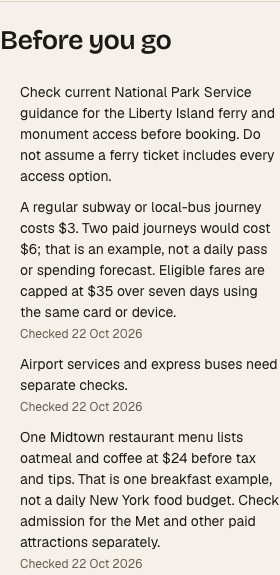 Before you go
Check current National Park Service
guidance for the Liberty Island ferry and
monument access before booking. Do
not assume a ferry ticket includes every
access option.
A regular subway or local-bus journey
costs $3. Two paid journeys would cost
$6; that is an example, not a daily pass
or spending forecast. Eligible fares are
capped at $35 over seven days using
the same card or device.
Checked 22 Oct 2026
Airport services and express buses need
separate checks.
Checked 22 Oct 2026
One Midtown restaurant menu lists
oatmeal and coffee at $24 before tax
and tips. That is one breakfast example,
not a daily New York food budget. Check
admission for the Met and other paid
attractions separately.
Checked 22 Oct 2026